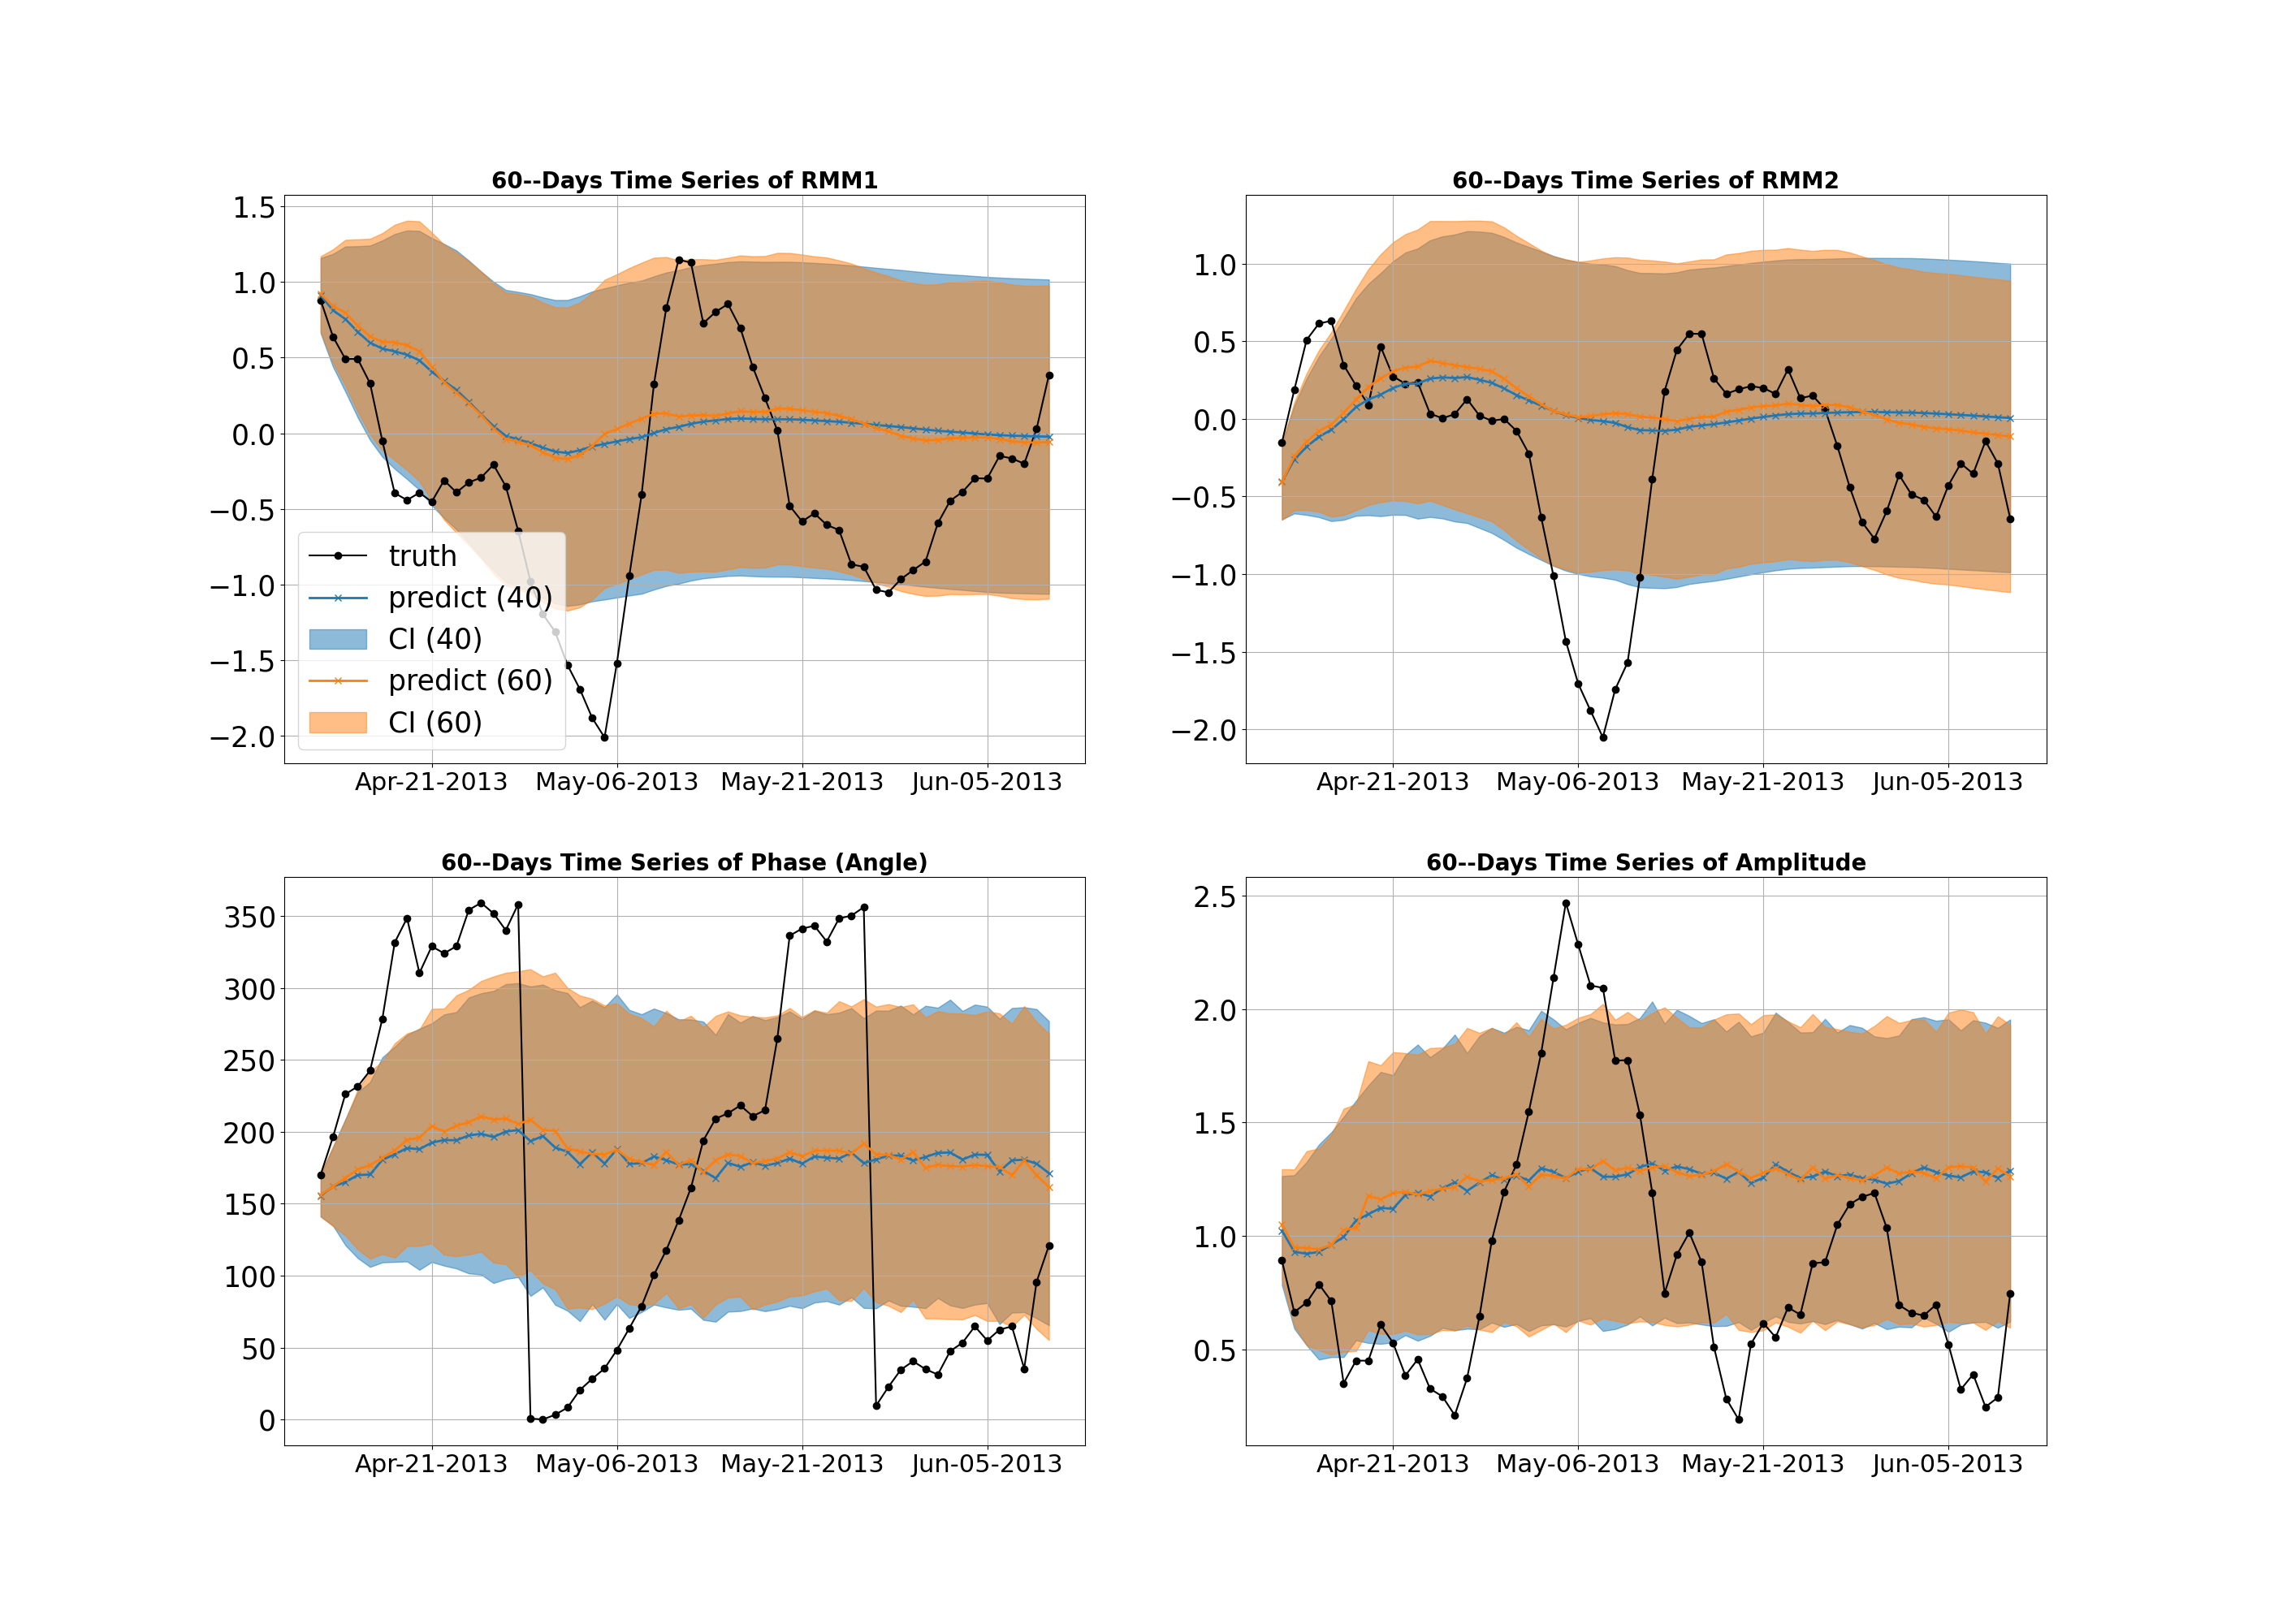 60--Days Time Series of RMM1
1.5
1.0
0.5
0.0
−0.5
−1.0
−1.5
−2.0
truth
predict (40)
CI (40)
predict (60)
CI (60)
Apr-21-2013 May-06-2013 May-21-2013 Jun-05-2013
60--Days Time Series of RMM2
1.0
0.5
0.0
−0.5
−1.0
−1.5
−2.0
Apr-21-2013 May-06-2013 May-21-2013 Jun-05-2013
60--Days Time Series of Phase (Angle)
350
300
250
200
150
100
50
0
Apr-21-2013 May-06-2013 May-21-2013 Jun-05-2013
60--Days Time Series of Amplitude
2.5
2.0
1.5
1.0
0.5
Apr-21-2013 May-06-2013 May-21-2013 Jun-05-2013